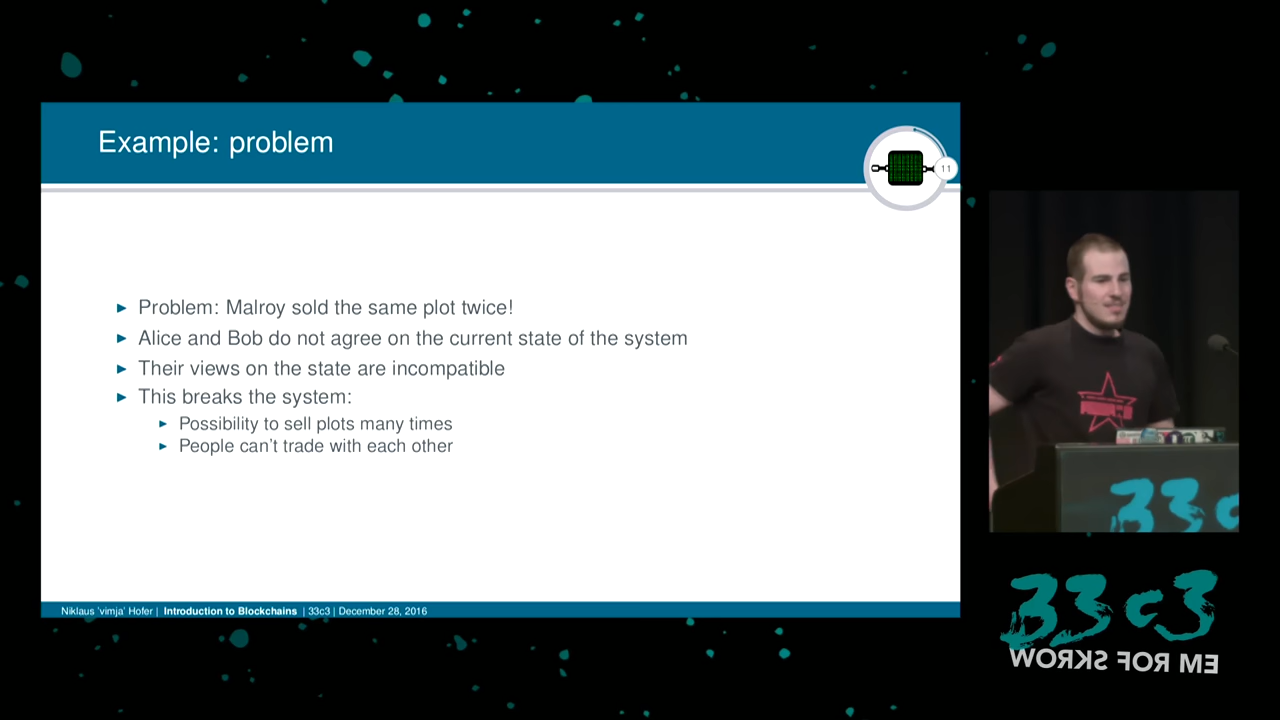 Example: problem
11
► Problem: Malroy sold the same plot twice!
► Alice and Bob do not agree on the current state of the system
► Their views on the state are incompatible
► This breaks the system:
► Possibility to sell plots many times
► People can't trade with each other
Niklaus 'vimja' Hofer | Introduction to Blockchains | 33c3 | December 28, 2016
33c
33c3
WORKS FOR ME